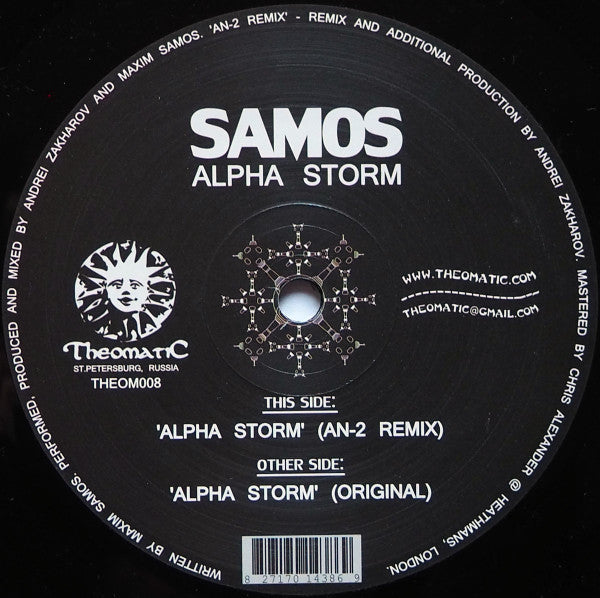 SAMOS
ALPHA STORM
TheomatiC
ST.PETERSBURG, RUSSIA
THEOM008
WWW.THEOMATIC.COM
THEOMATIC@GMAIL.COM
THIS SIDE:
'ALPHA STORM' (AN-2 REMIX)
OTHER SIDE:
'ALPHA STORM' (ORIGINAL)
8 27170 14386 9
WRITTEN BY MAXIM SAMOS. PERFORMED, PRODUCED AND MIXED BY ANDREI ZAKHAROV AND MAXIM SAMOS. 'AN-2 REMIX' - REMIX AND ADDITIONAL PRODUCTION BY ANDREI ZAKHAROV. MASTERED BY CHRIS ALEXANDER @ HEATHMANS, LONDON.